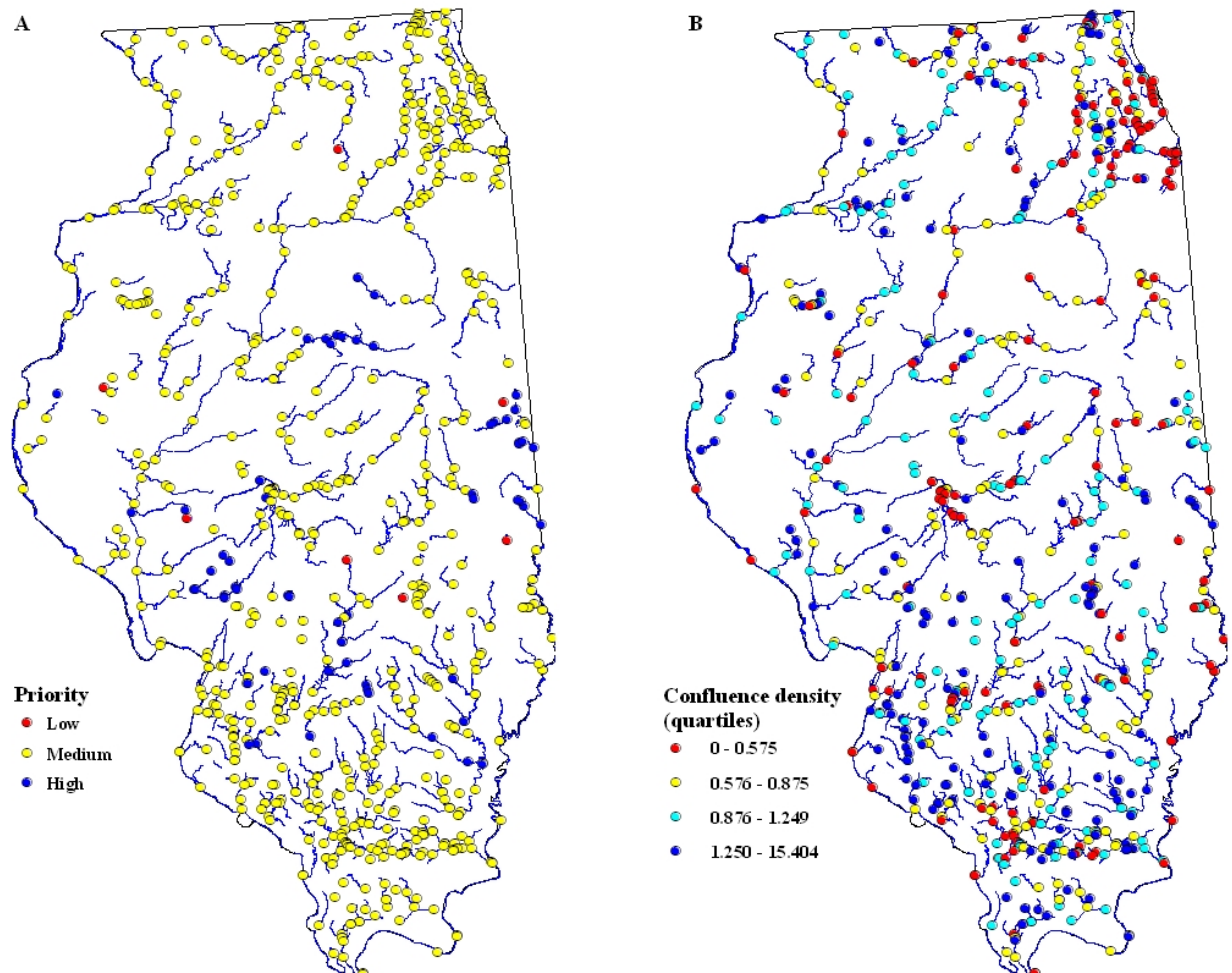 A
Priority
Low
Medium
High
B
Confluence density
(quartiles)
0 - 0.575
0.576 - 0.875
0.876 - 1.249
1.250 - 15.404